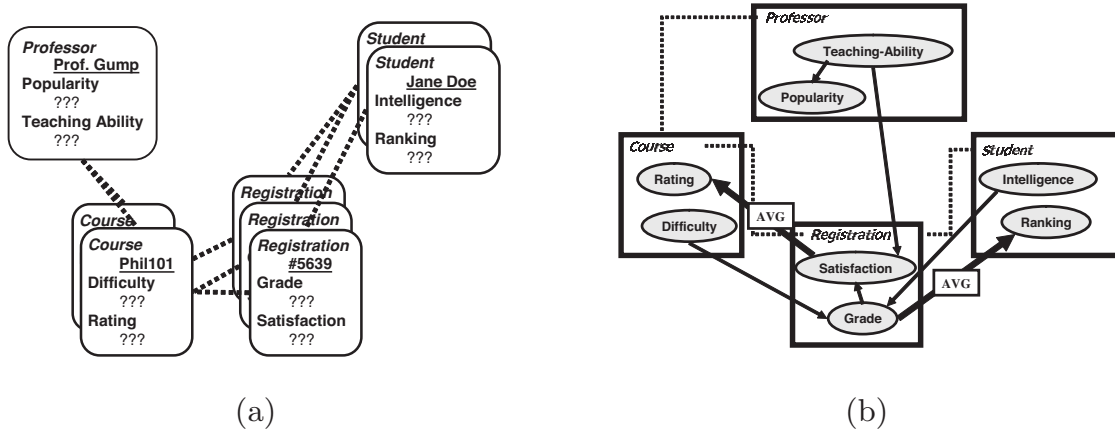 Professor
Prof. Gump
Popularity
???
Teaching Ability
???
Student
Student
Jane Doe
Intelligence
???
Ranking
???
Course
Course
Phil101
Difficulty
???
Rating
???
Registration
Registration
Registration
#5639
Grade
???
Satisfaction
???
(a)
Professor
Teaching-Ability
Popularity
Course
Rating
Difficulty
AVG
Student
Intelligence
Ranking
Registration
Satisfaction
AVG
Grade
(b)